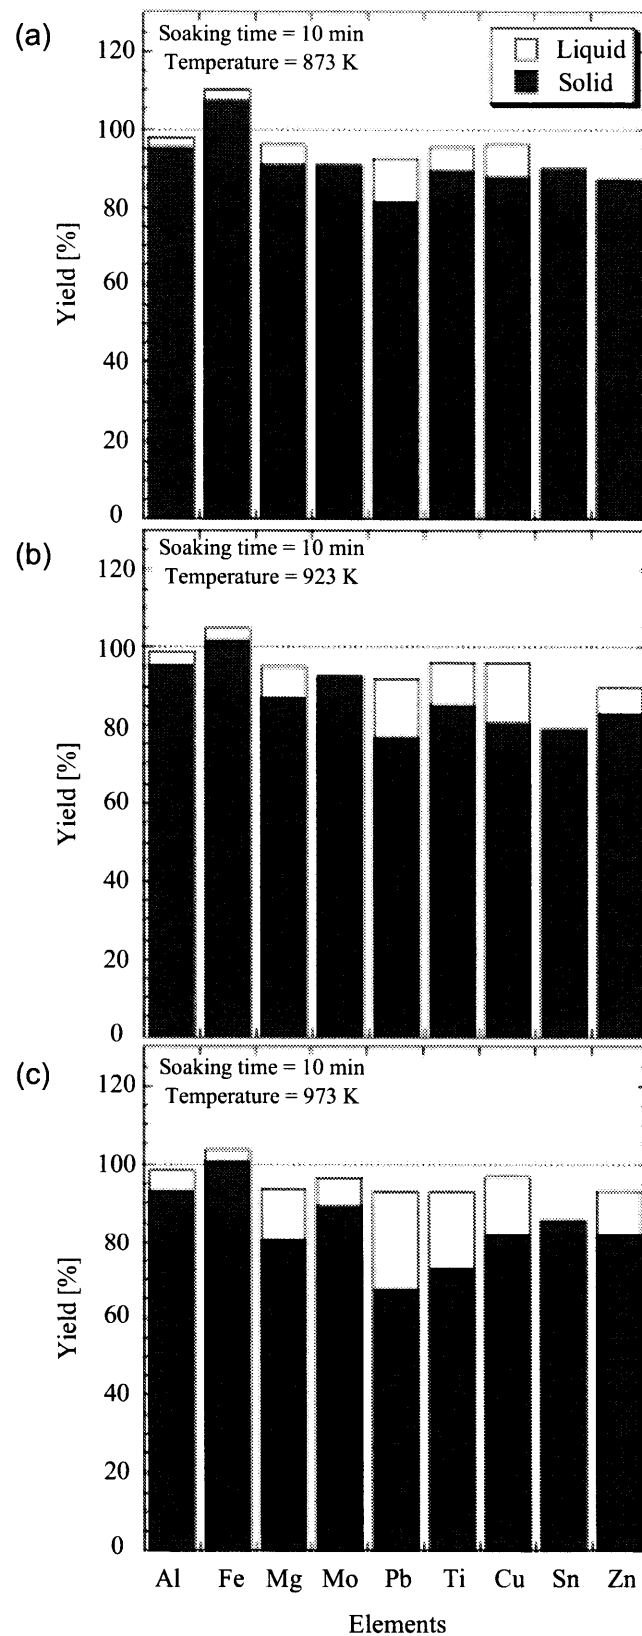 (a)
Soaking time = 10 min
Temperature = 873 K
Liquid
Solid
120
100
80
60
40
20
0
Yield [%]
(b)
Soaking time = 10 min
Temperature = 923 K
120
100
80
60
40
20
0
Yield [%]
(c)
Soaking time = 10 min
Temperature = 973 K
120
100
80
60
40
20
0
Yield [%]
Al Fe Mg Mo Pb Ti Cu Sn Zn
Elements